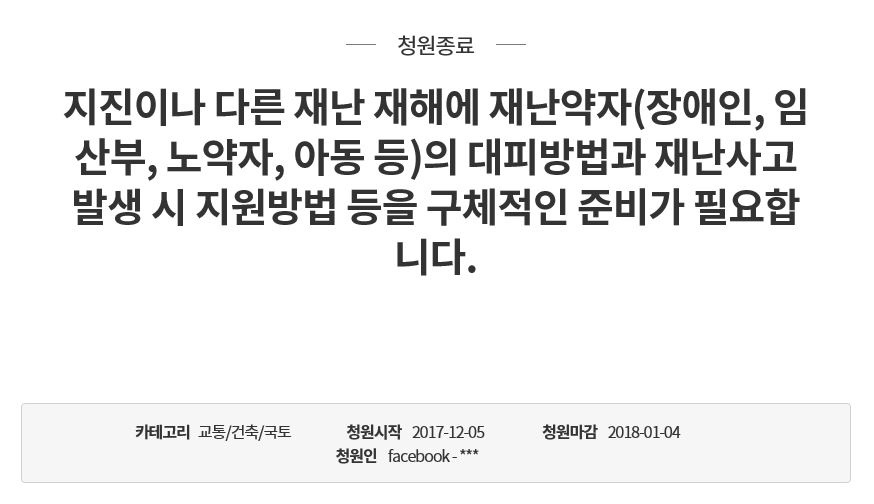 청원종료
지진이나 다른 재난 재해에 재난약자(장애인, 임
산부, 노약자, 아동 등)의 대피방법과 재난사고
발생 시 지원방법 등을 구체적인 준비가 필요합
니다.
카테고리 교통/건축/국토 청원시작 2017-12-05 청원마감 2018-01-04
청원인 facebook - ***